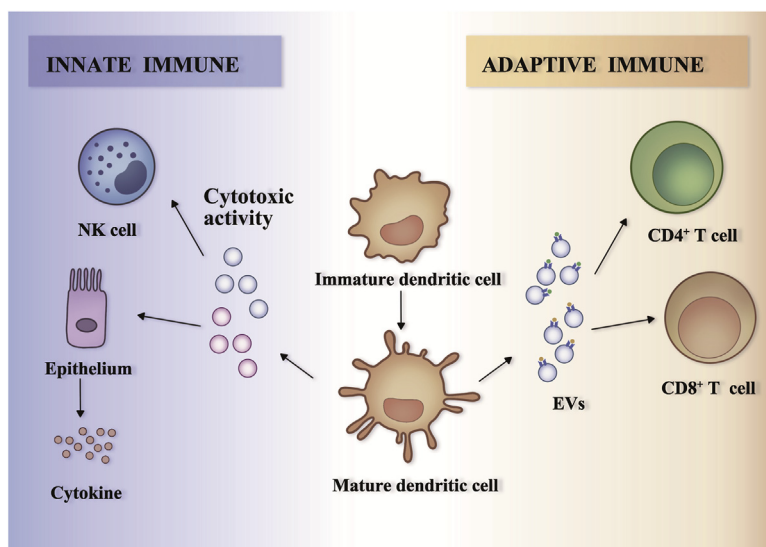 INNATE IMMUNE
ADAPTIVE IMMUNE
NK cell
Cytotoxic
activity
CD4⁺ T cell
Immature dendritic cell
Epithelium
EVs
CD8⁺ T cell
Cytokine
Mature dendritic cell